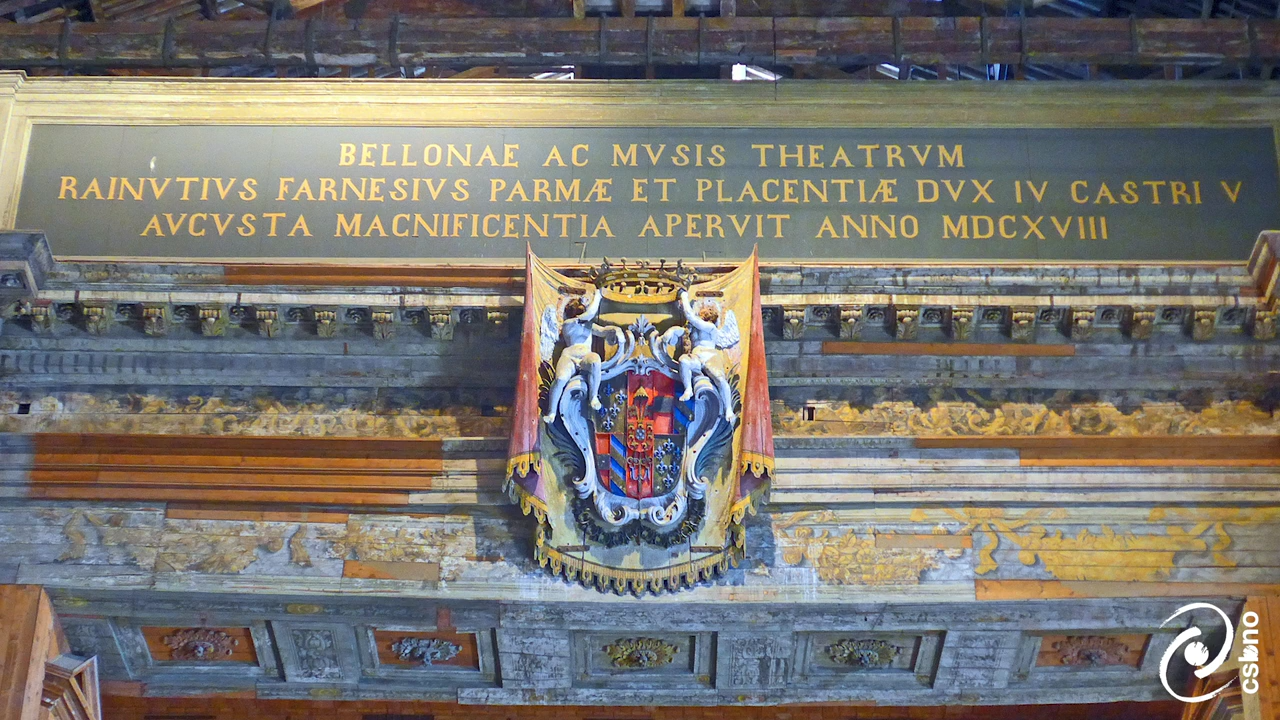 BELLONAE AC MVSIS THEATRVM
RAINVTIVS FARNESIVS PARMÆ ET PLACENTIÆ DVX IV CASTRI V
AVCVSTA MACNIFICENTIA APERVIT ANNO MDCXVIII
csbno